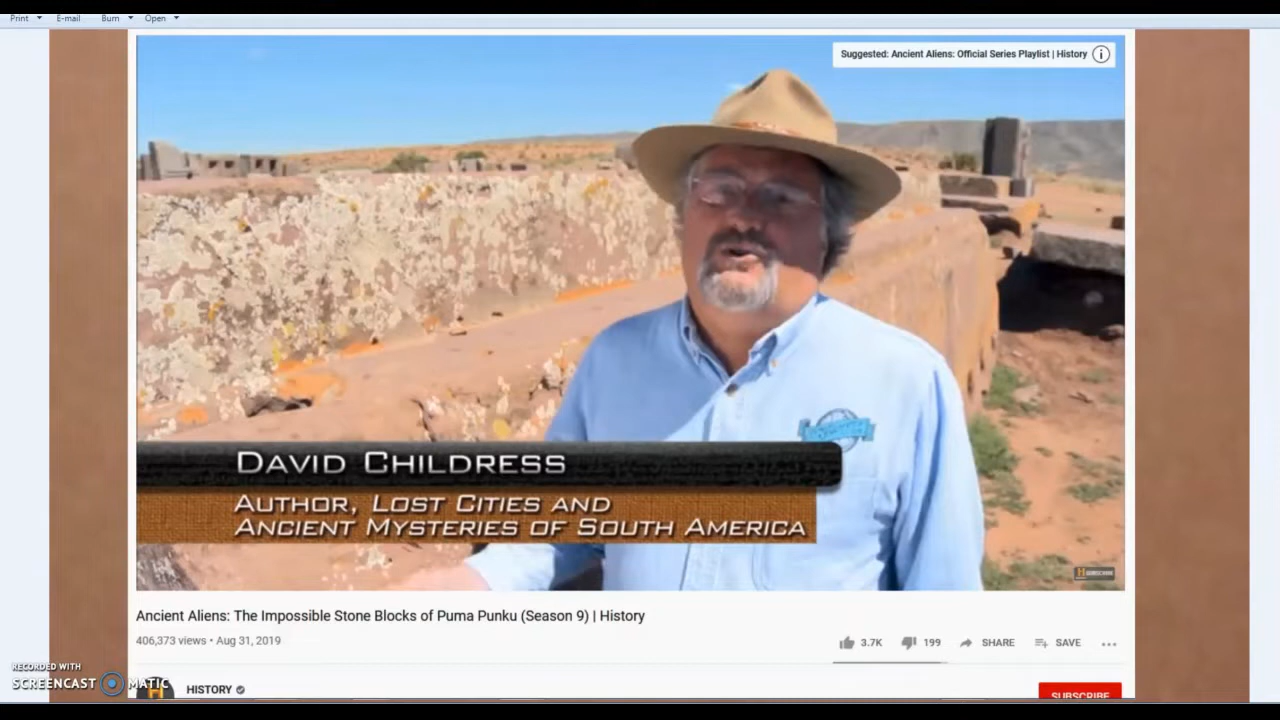 Print E-mail Burn Open
Suggested: Ancient Aliens: Official Series Playlist | History
DAVID CHILDRESS
AUTHOR, LOST CITIES AND
ANCIENT MYSTERIES OF SOUTH AMERICA
H SUBSCRIBE
Ancient Aliens: The Impossible Stone Blocks of Puma Punku (Season 9) | History
406,373 views • Aug 31, 2019
3.7K 199 SHARE SAVE
RECORDED WITH
SCREENCAST MATIC
H HISTORY
SUBSCRIBE